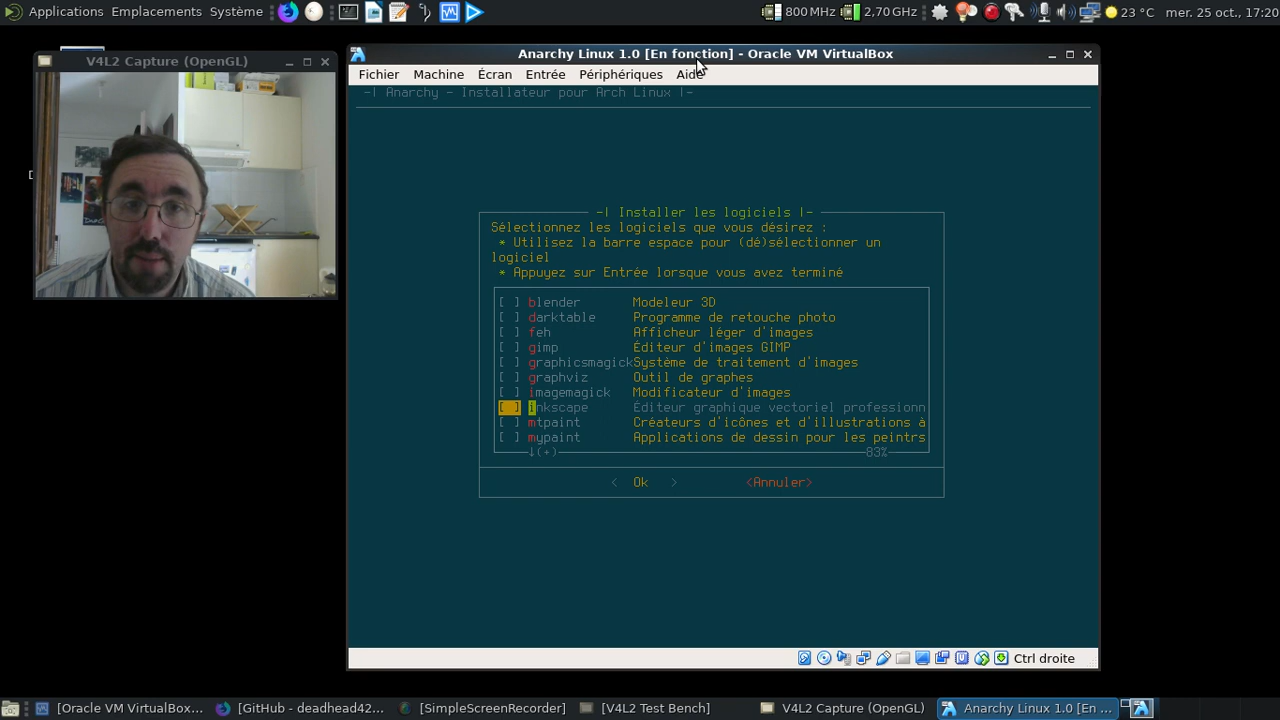 Applications Emplacements Système 800 MHz 2,70 GHz 23 °C mer. 25 oct., 17:20
V4L2 Capture (OpenGL)
Anarchy Linux 1.0 [En fonction] - Oracle VM VirtualBox
Fichier Machine Écran Entrée Périphériques Aide
-| Anarchy - Installateur pour Arch Linux |-
-| Installer les logiciels |-
Sélectionnez les logiciels que vous désirez :
* Utilisez la barre espace pour (dé)sélectionner un
logiciel
* Appuyez sur Entrée lorsque vous avez terminé
[ ] blender Modeleur 3D
[ ] darktable Programme de retouche photo
[ ] feh Afficheur léger d'images
[ ] gimp Éditeur d'images GIMP
[ ] graphicsmagickSystème de traitement d'images
[ ] graphviz Outil de graphes
[ ] imagemagick Modificateur d'images
[ ] inkscape Éditeur graphique vectoriel professionn
[ ] mtpaint Créateurs d'icônes et d'illustrations à
[ ] mypaint Applications de dessin pour les peintrs
↓(+) 83%
< Ok > <Annuler>
Ctrl droite
[Oracle VM VirtualBox... [GitHub - deadhead42... [SimpleScreenRecorder] [V4L2 Test Bench] V4L2 Capture (OpenGL) Anarchy Linux 1.0 [En ...